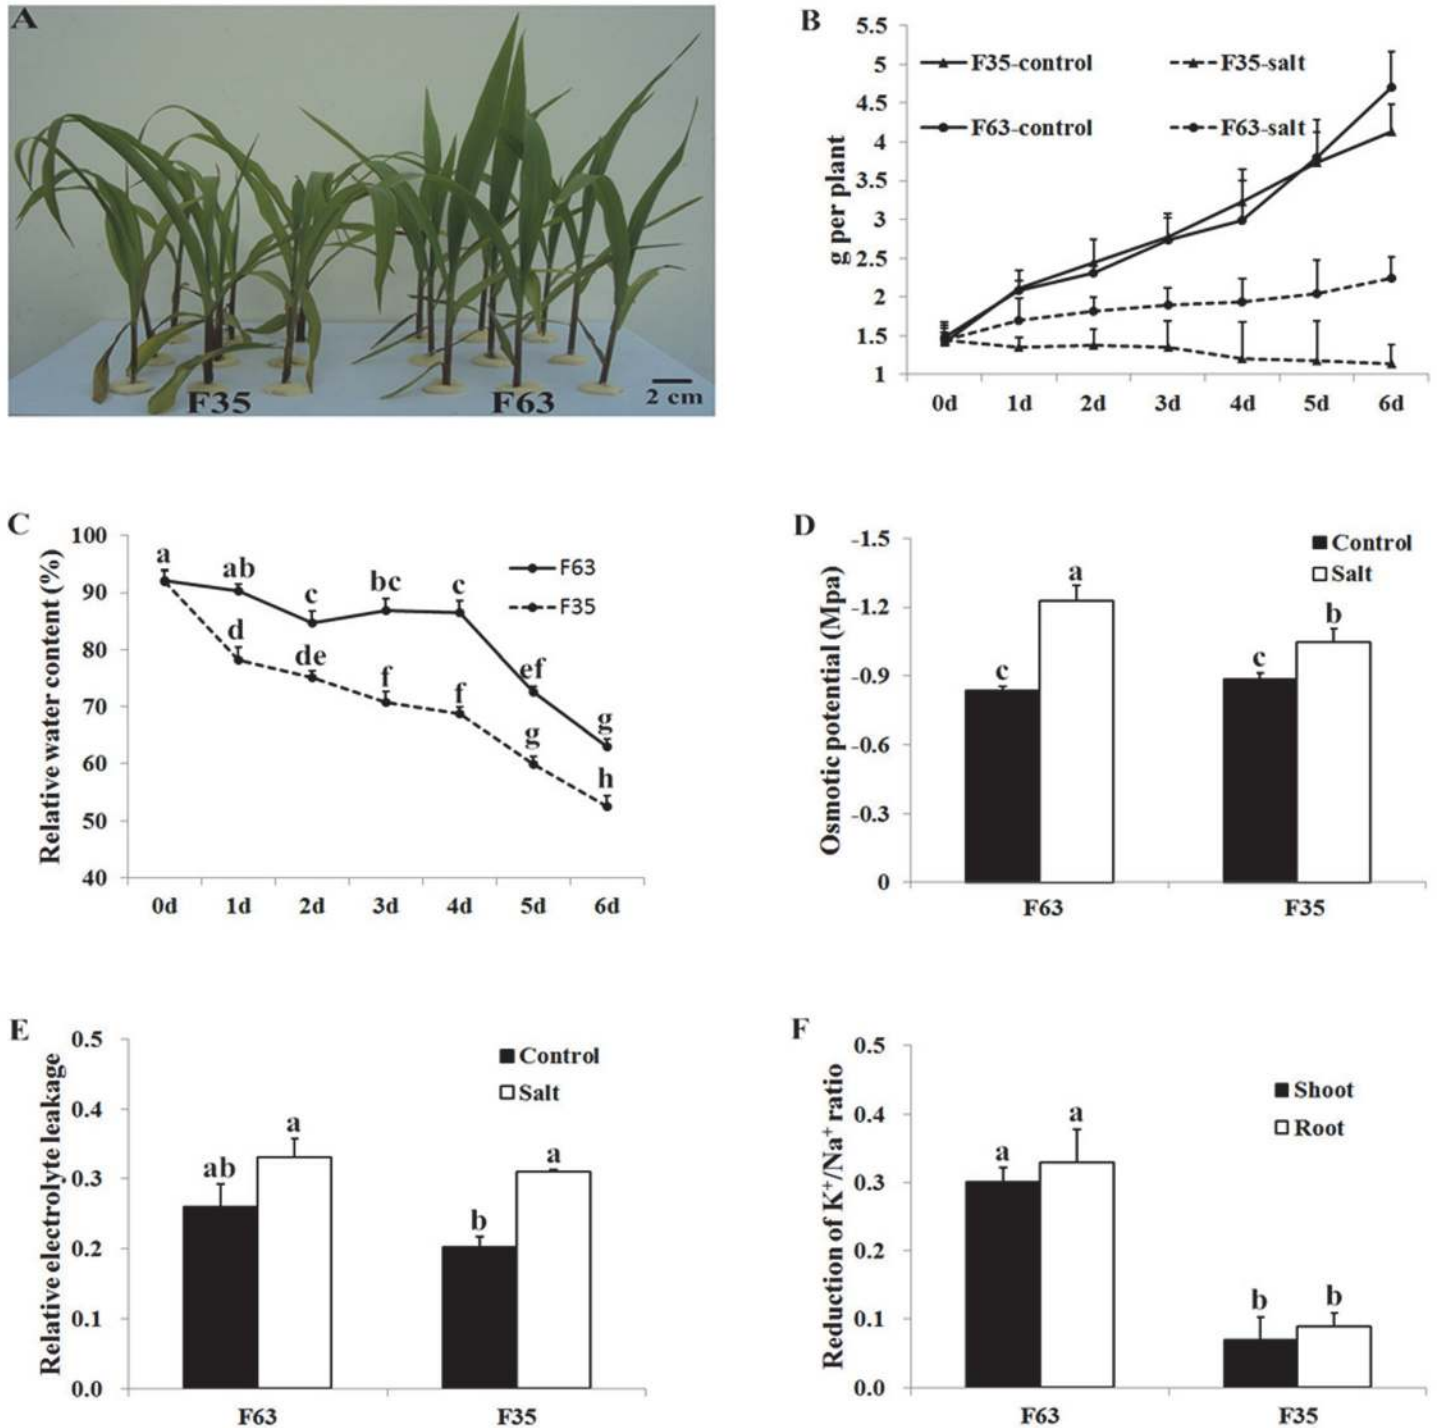 A
F35 F63 2 cm
B
g per plant
5.5
5
4.5
4
3.5
3
2.5
2
1.5
1
F35-control F35-salt
F63-control F63-salt
0d 1d 2d 3d 4d 5d 6d
C
Relative water content (%)
100
90
80
70
60
50
40
F63
F35
a ab c bc c ef g
d de f f g h
0d 1d 2d 3d 4d 5d 6d
D
Osmotic potential (Mpa)
-1.5
-1.2
-0.9
-0.6
-0.3
0
Control
Salt
c a c b
F63 F35
E
Relative electrolyte leakage
0.5
0.4
0.3
0.2
0.1
0.0
Control
Salt
ab a b a
F63 F35
F
Reduction of K⁺/Na⁺ ratio
0.5
0.4
0.3
0.2
0.1
0.0
Shoot
Root
a a b b
F63 F35